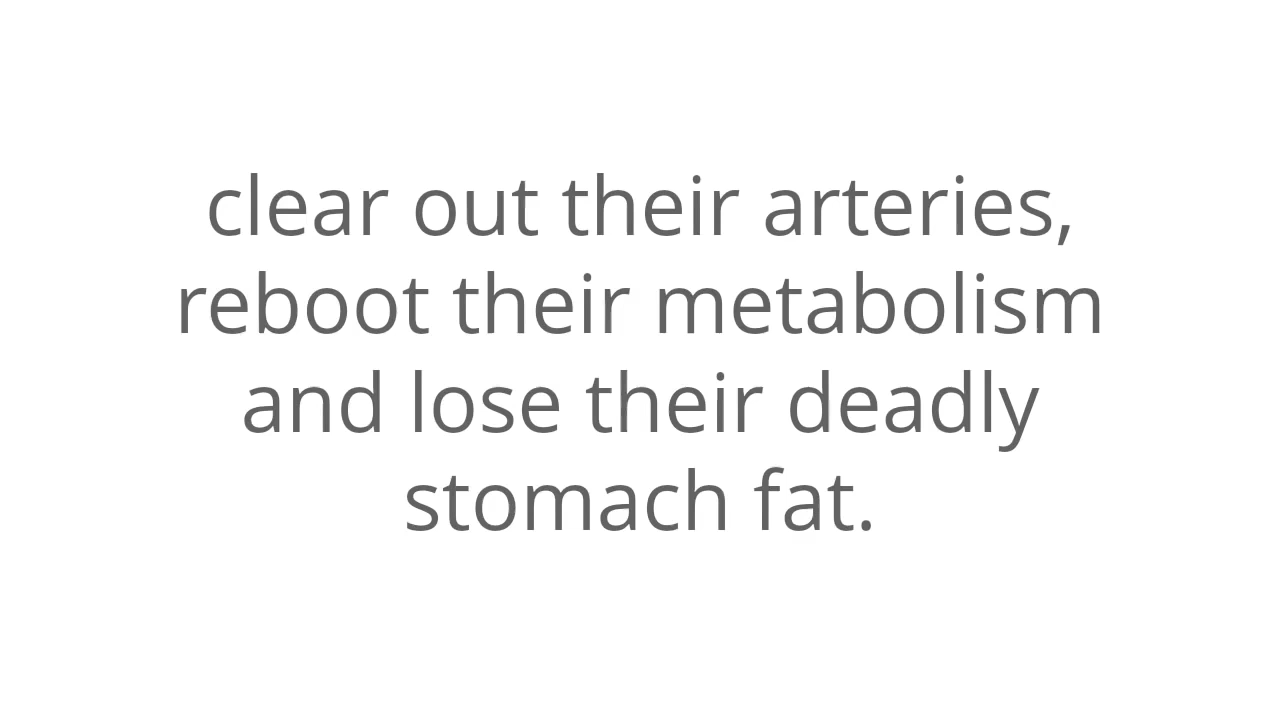 clear out their arteries,
reboot their metabolism
and lose their deadly
stomach fat.